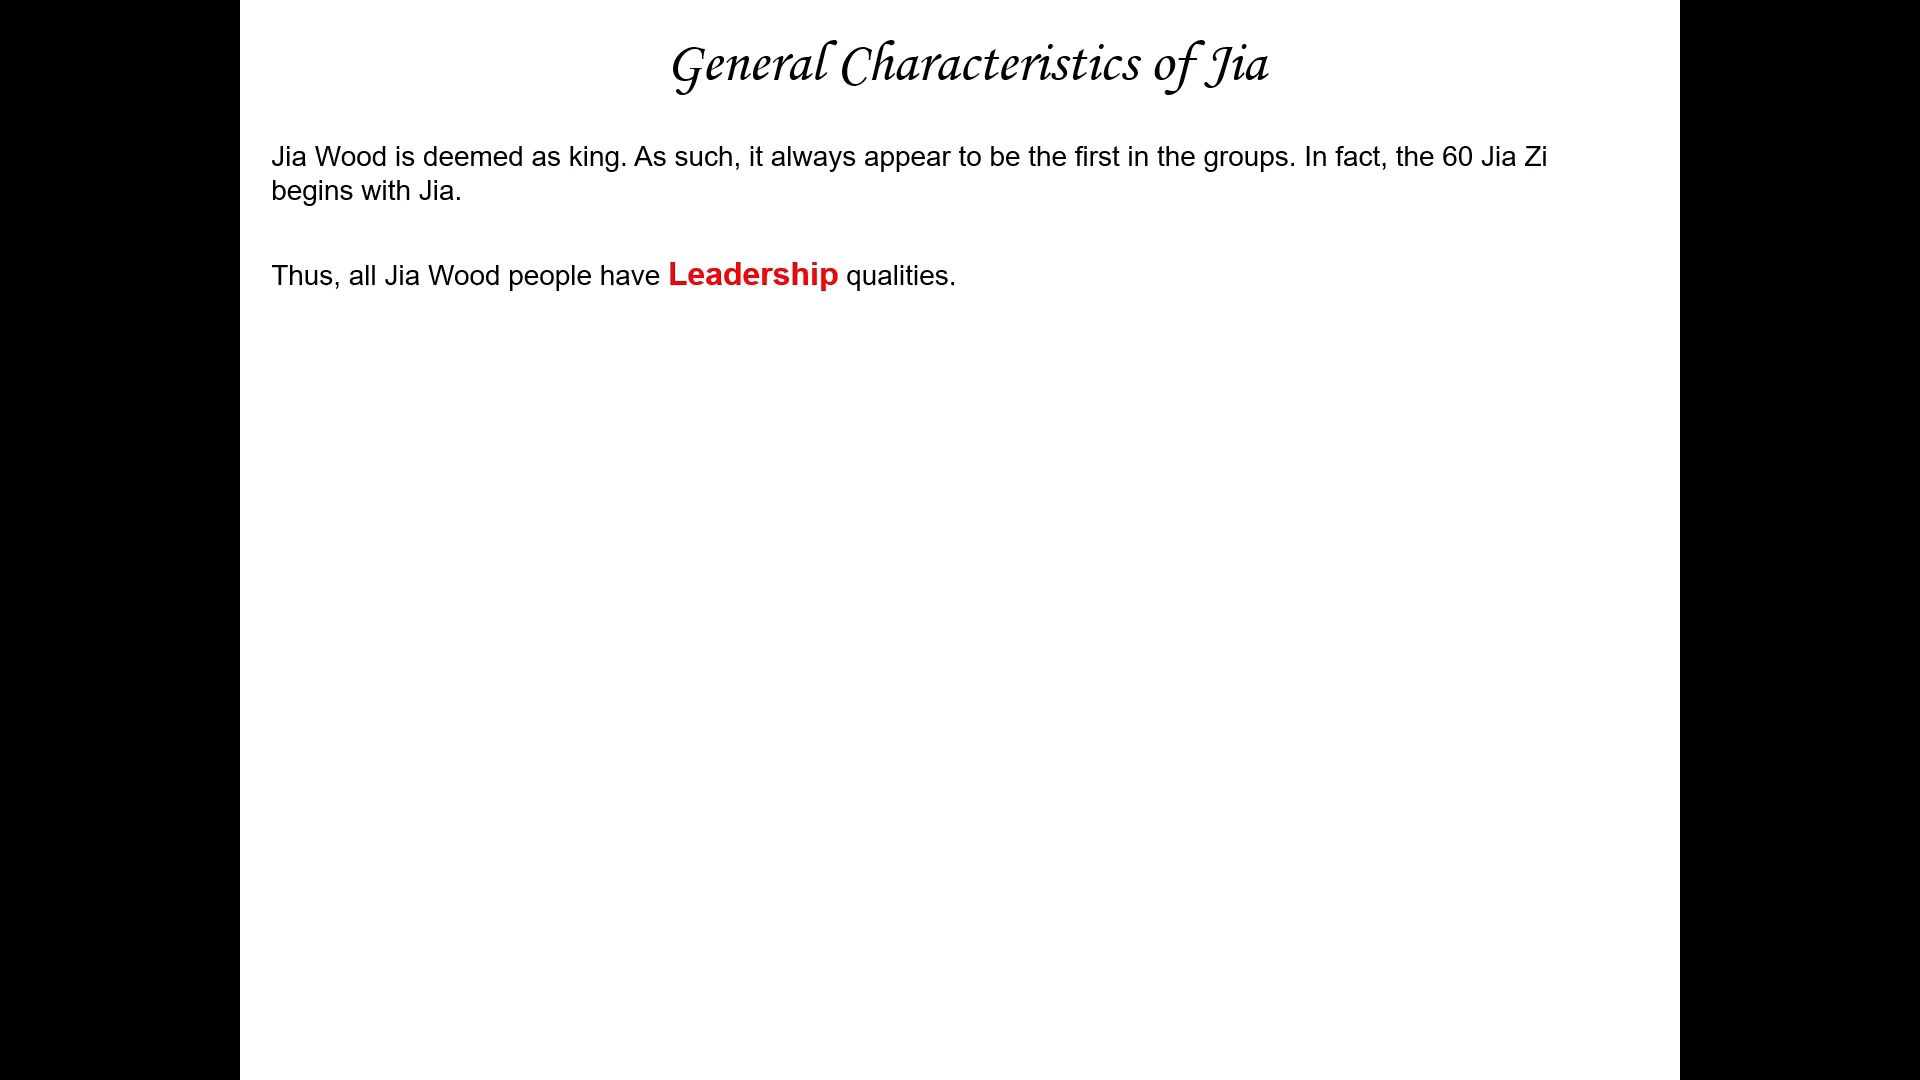 General Characteristics of Jia
Jia Wood is deemed as king. As such, it always appear to be the first in the groups. In fact, the 60 Jia Zi
begins with Jia.
Thus, all Jia Wood people have Leadership qualities.